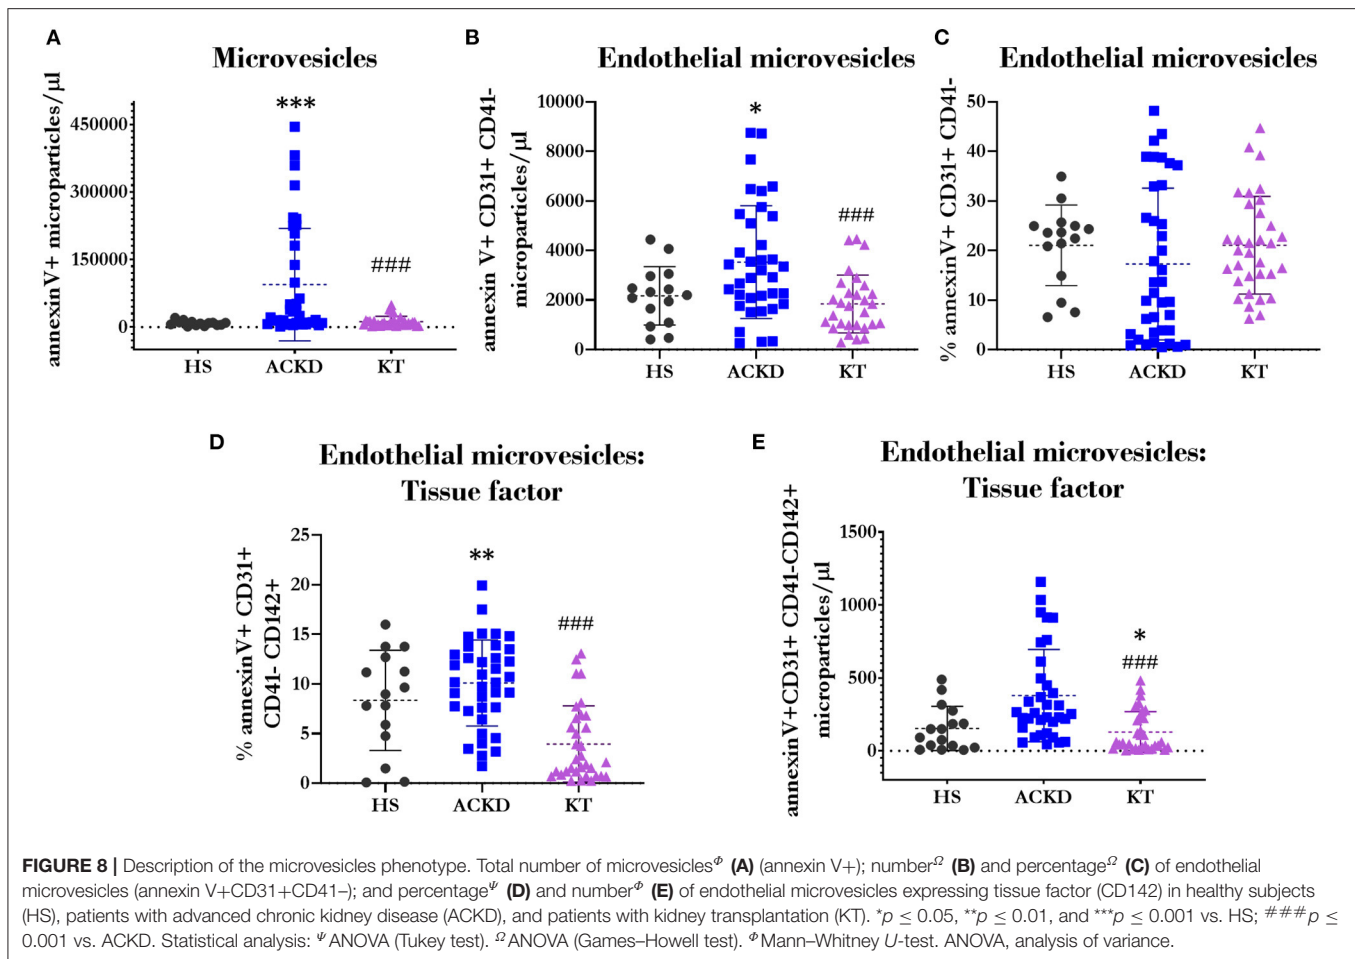 A
Microvesicles
annexin V+ microparticles/µl
450000
300000
150000
0
***
###
HS
ACKD
KT
B
Endothelial microvesicles
annexin V+ CD31+ CD41-
microparticles/µl
10000
8000
6000
4000
2000
0
*
###
HS
ACKD
KT
C
Endothelial microvesicles
% annexinV+ CD31+ CD41-
50
40
30
20
10
0
HS
ACKD
KT
D
Endothelial microvesicles:
Tissue factor
% annexinV+ CD31+
CD41- CD142+
25
20
15
10
5
0
**
###
HS
ACKD
KT
E
Endothelial microvesicles:
Tissue factor
annexinV+CD31+ CD41-CD142+
microparticles/µl
1500
1000
500
0
*
###
HS
ACKD
KT
FIGURE 8 | Description of the microvesicles phenotype. Total number of microvesicles^Φ (A) (annexin V+); number^Ω (B) and percentage^Ω (C) of endothelial
microvesicles (annexin V+CD31+CD41–); and percentage^Ψ (D) and number^Φ (E) of endothelial microvesicles expressing tissue factor (CD142) in healthy subjects
(HS), patients with advanced chronic kidney disease (ACKD), and patients with kidney transplantation (KT). *p ≤ 0.05, **p ≤ 0.01, and ***p ≤ 0.001 vs. HS; ###p ≤
0.001 vs. ACKD. Statistical analysis: ^ΨANOVA (Tukey test). ^ΩANOVA (Games–Howell test). ^ΦMann–Whitney U-test. ANOVA, analysis of variance.